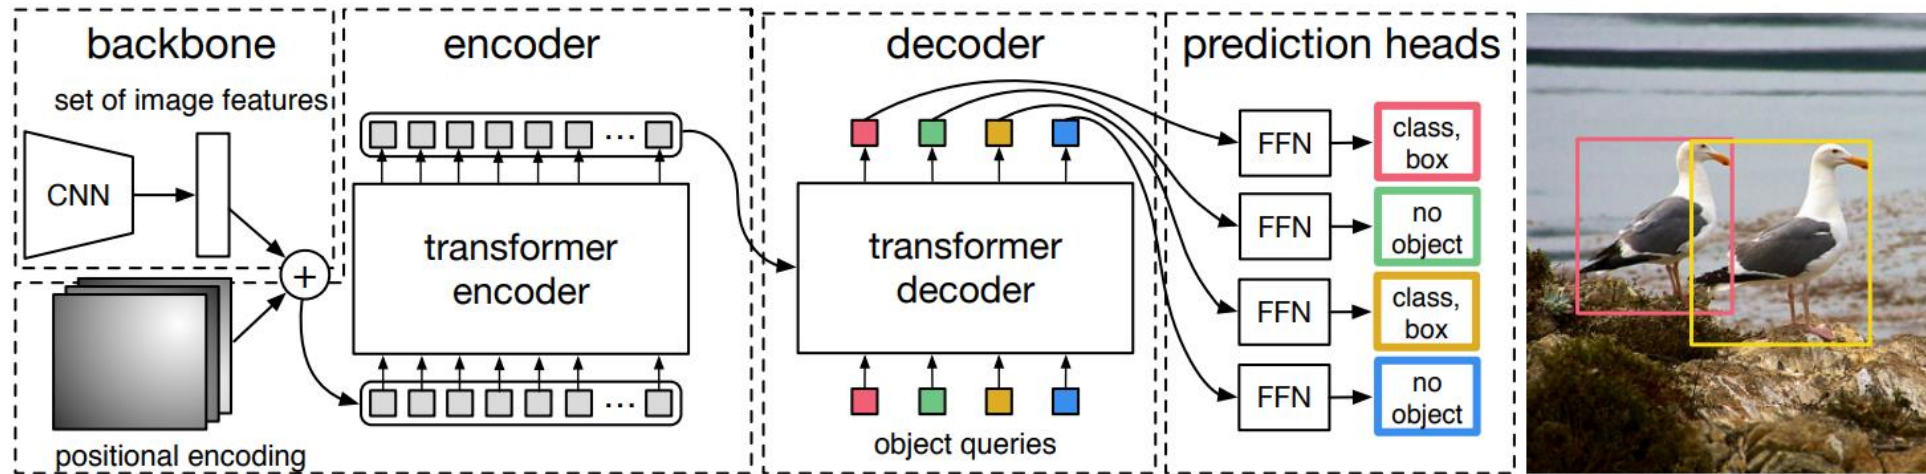 backbone
set of image features
CNN
+
positional encoding
encoder
...
transformer
encoder
...
decoder
transformer
decoder
object queries
prediction heads
FFN
class,
box
FFN
no
object
FFN
class,
box
FFN
no
object